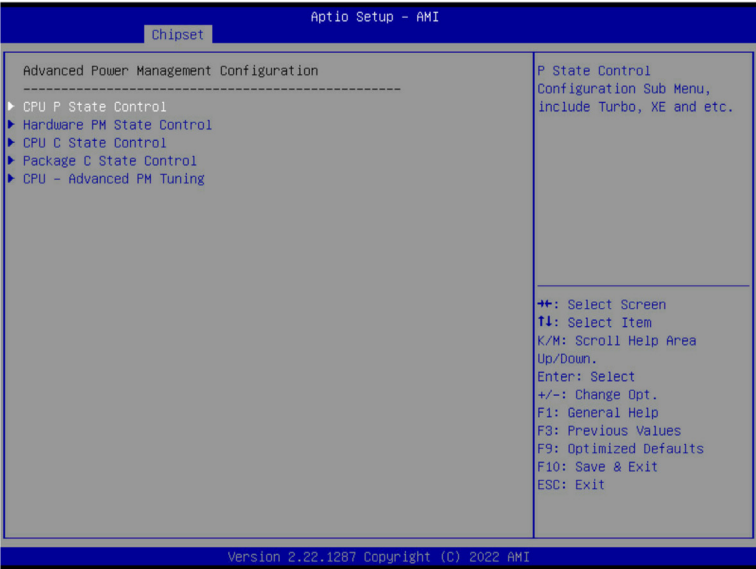 Aptio Setup – AMI
Chipset
Advanced Power Management Configuration
--------------------------------------------------
CPU P State Control
Hardware PM State Control
CPU C State Control
Package C State Control
CPU – Advanced PM Tuning
P State Control
Configuration Sub Menu,
include Turbo, XE and etc.
→←: Select Screen
↑↓: Select Item
K/M: Scroll Help Area
Up/Down.
Enter: Select
+/-: Change Opt.
F1: General Help
F3: Previous Values
F9: Optimized Defaults
F10: Save & Exit
ESC: Exit
Version 2.22.1287 Copyright (C) 2022 AMI